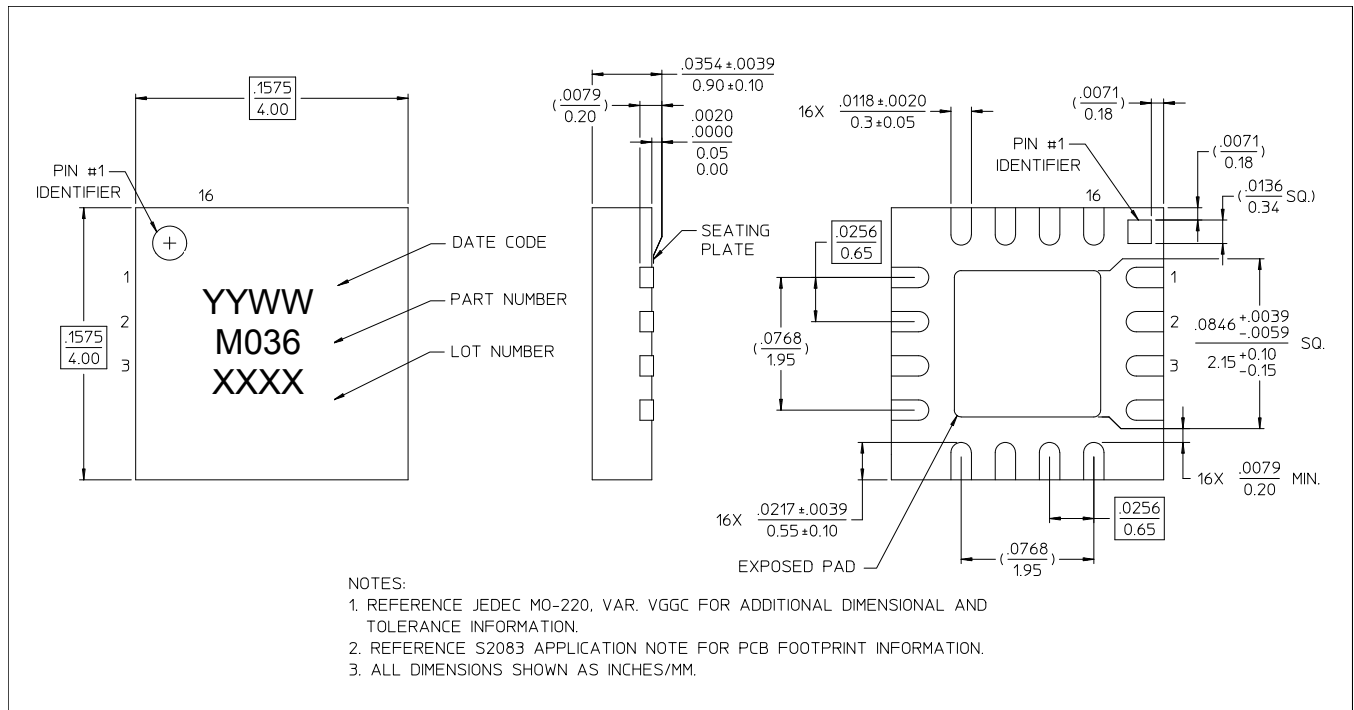 .1575
4.00
PIN #1
IDENTIFIER
16
.1575
4.00
1
2
3
YYWW
M036
XXXX
DATE CODE
PART NUMBER
LOT NUMBER
.0354 ±.0039
0.90 ±0.10
(.0079
0.20)
.0020
.0000
0.05
0.00
SEATING
PLATE
16X .0118 ±.0020
0.3 ±0.05
(.0071
0.18)
PIN #1
IDENTIFIER
16
(.0071
0.18)
(.0136
0.34 SQ.)
.0256
0.65
(.0768
1.95)
1
2
3
.0846 +.0039
-.0059
2.15 +0.10
-0.15
SQ.
16X .0079
0.20 MIN.
16X .0217 ±.0039
0.55 ±0.10
.0256
0.65
(.0768
1.95)
EXPOSED PAD
NOTES:
1. REFERENCE JEDEC MO-220, VAR. VGGC FOR ADDITIONAL DIMENSIONAL AND
TOLERANCE INFORMATION.
2. REFERENCE S2083 APPLICATION NOTE FOR PCB FOOTPRINT INFORMATION.
3. ALL DIMENSIONS SHOWN AS INCHES/MM.